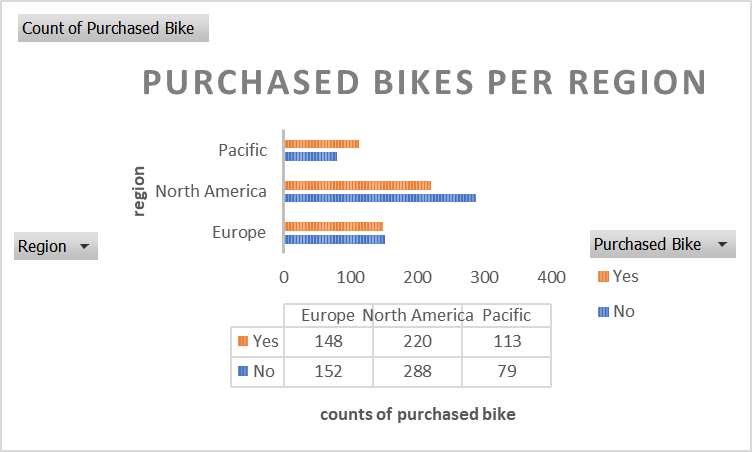 Count of Purchased Bike
PURCHASED BIKES PER REGION
region
Pacific
North America
Europe
0 100 200 300 400
Region
Purchased Bike
Yes
No
Europe North America Pacific
Yes 148 220 113
No 152 288 79
counts of purchased bike